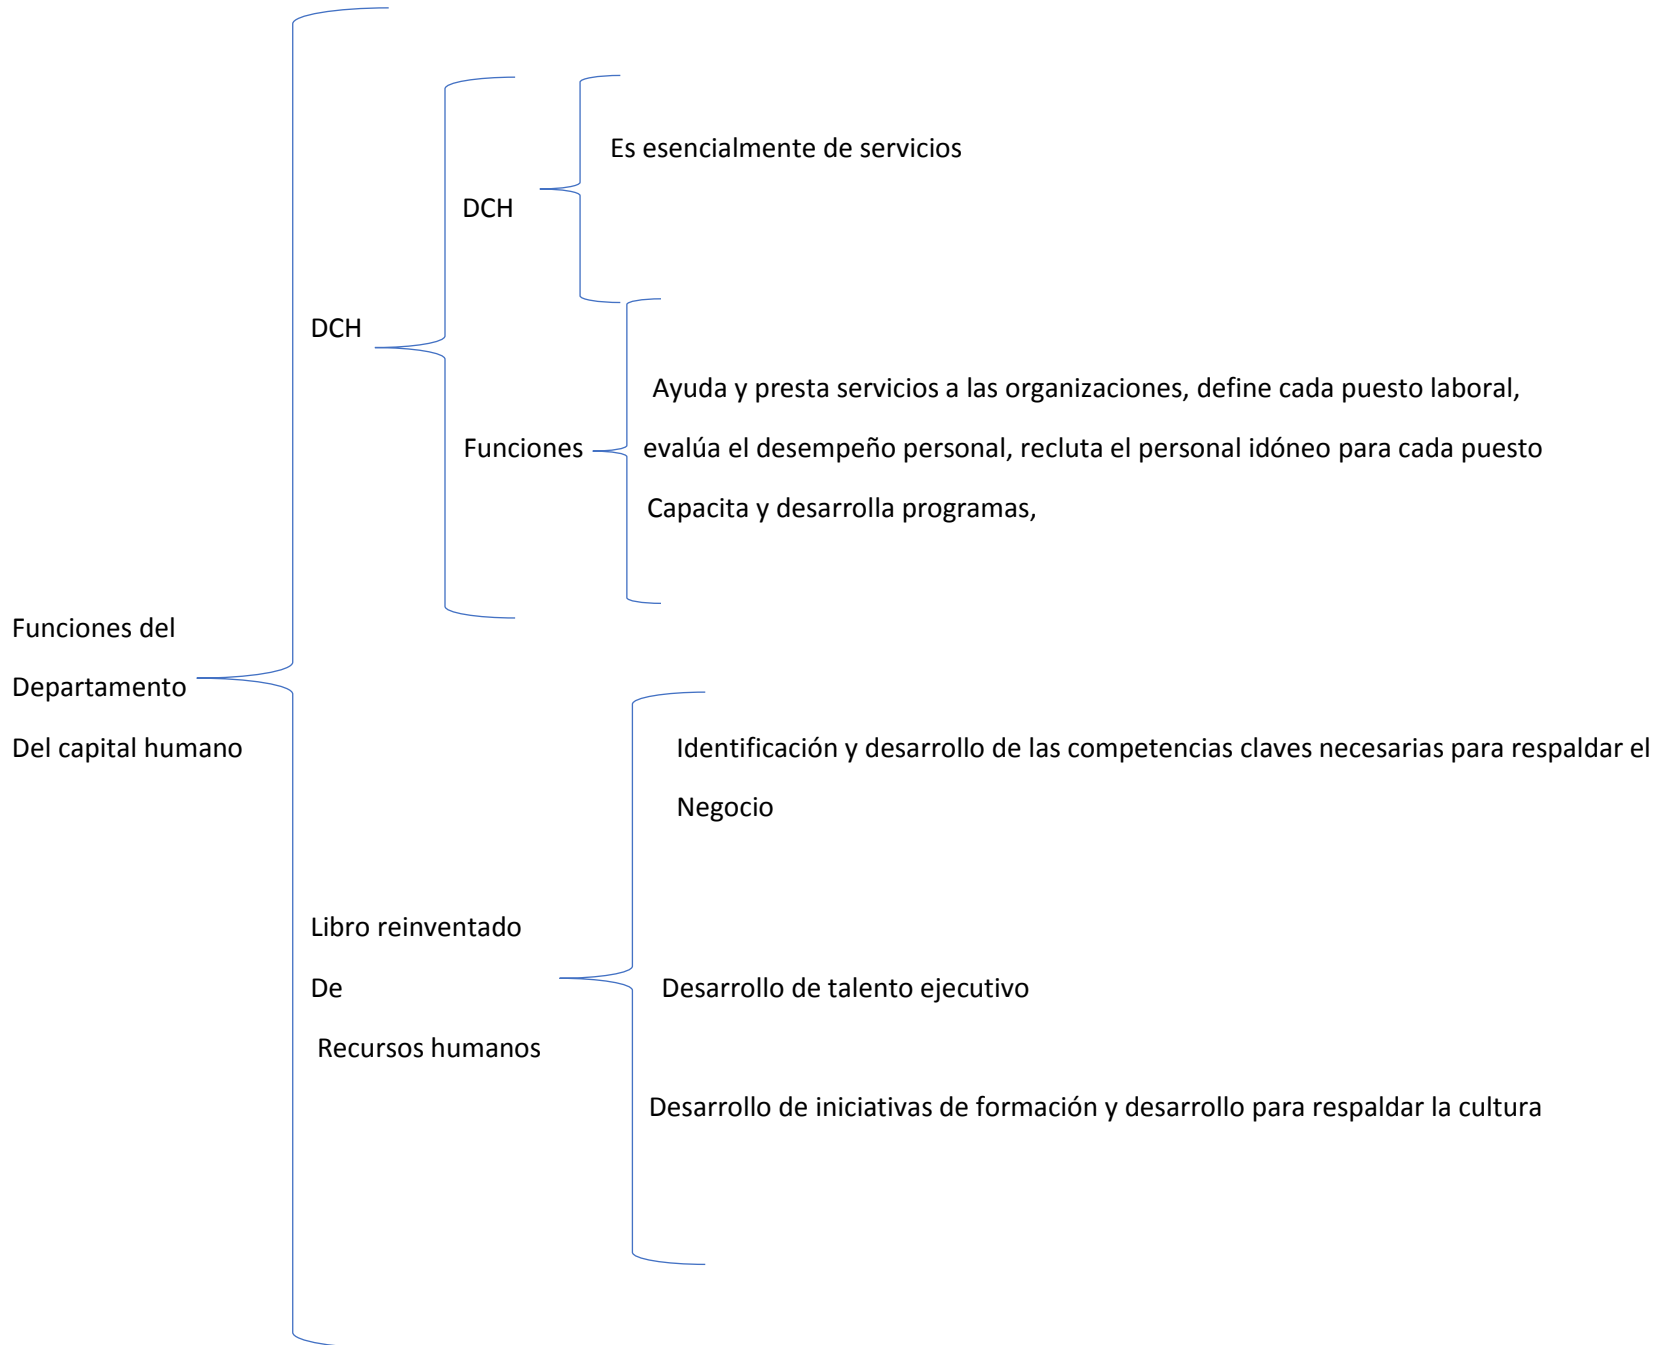 Es esencialmente de servicios
DCH
DCH
Ayuda y presta servicios a las organizaciones, define cada puesto laboral,
Funciones
evalúa el desempeño personal, recluta el personal idóneo para cada puesto
Capacita y desarrolla programas,
Funciones del
Departamento
Del capital humano
Identificación y desarrollo de las competencias claves necesarias para respaldar el
Negocio
Libro reinventado
De
Recursos humanos
Desarrollo de talento ejecutivo
Desarrollo de iniciativas de formación y desarrollo para respaldar la cultura